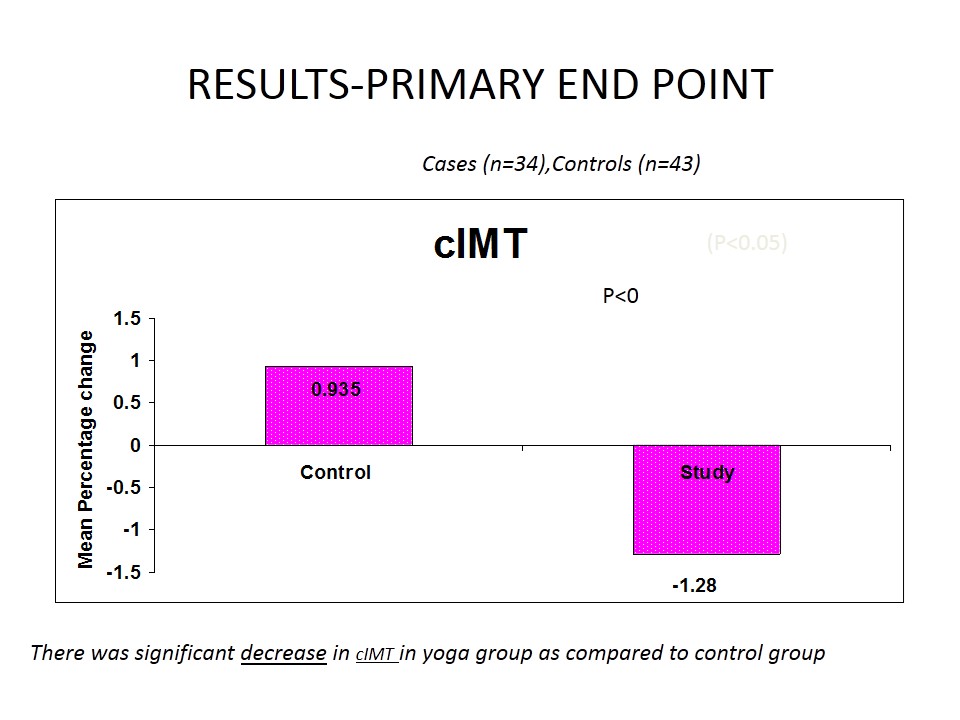 RESULTS-PRIMARY END POINT
Cases (n=34),Controls (n=43)
cIMT
(P<0.05)
P<0
Mean Percentage change
1.5
1
0.5
0
-0.5
-1
-1.5
0.935
Control
Study
-1.28
There was significant decrease in cIMT in yoga group as compared to control group